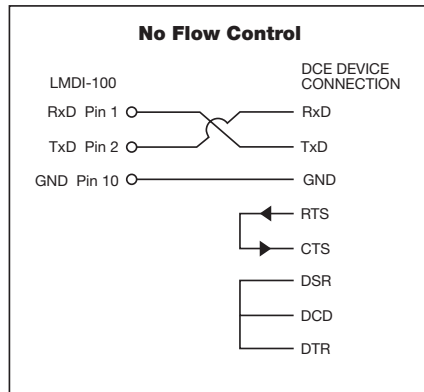 No Flow Control
LMDI-100
DCE DEVICE
CONNECTION
RxD Pin 1
RxD
TxD Pin 2
TxD
GND Pin 10
GND
RTS
CTS
DSR
DCD
DTR